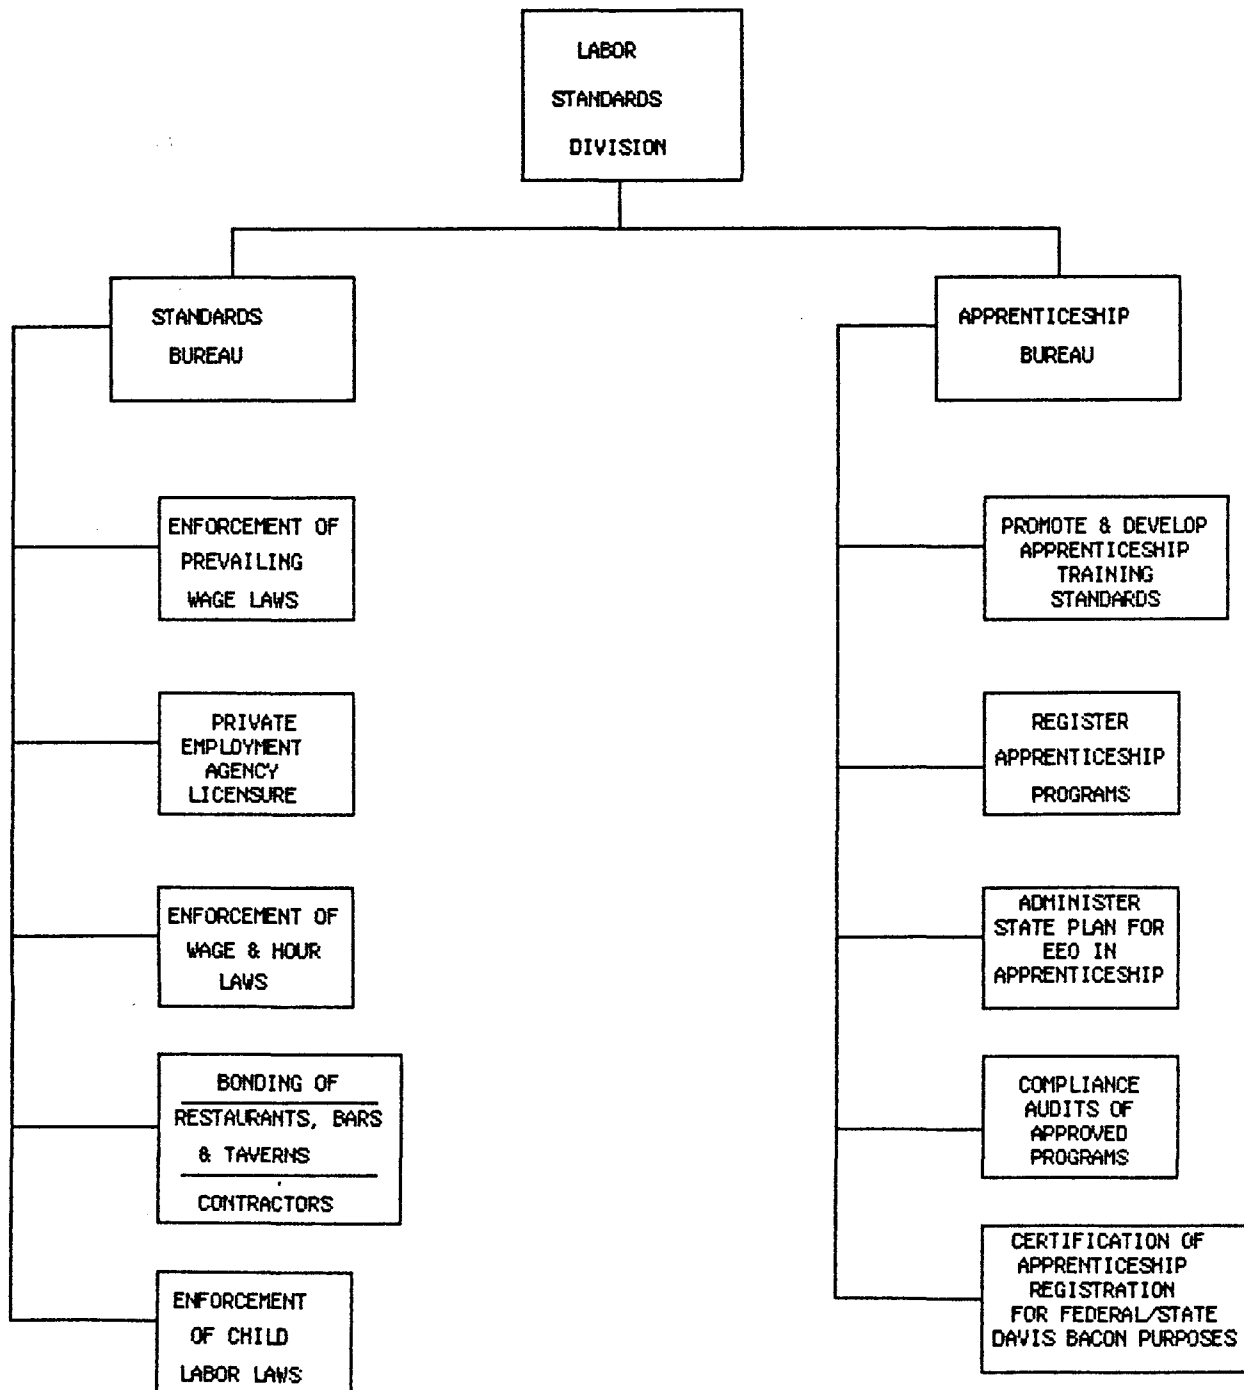 LABOR
STANDARDS
DIVISION
STANDARDS
BUREAU
ENFORCEMENT OF
PREVAILING
WAGE LAWS
PRIVATE
EMPLOYMENT
AGENCY
LICENSURE
ENFORCEMENT OF
WAGE & HOUR
LAWS
BONDING OF
RESTAURANTS, BARS
& TAVERNS
CONTRACTORS
ENFORCEMENT
OF CHILD
LABOR LAWS
APPRENTICESHIP
BUREAU
PROMOTE & DEVELOP
APPRENTICESHIP
TRAINING
STANDARDS
REGISTER
APPRENTICESHIP
PROGRAMS
ADMINISTER
STATE PLAN FOR
EEO IN
APPRENTICESHIP
COMPLIANCE
AUDITS OF
APPROVED
PROGRAMS
CERTIFICATION OF
APPRENTICESHIP
REGISTRATION
FOR FEDERAL/STATE
DAVIS BACON PURPOSES